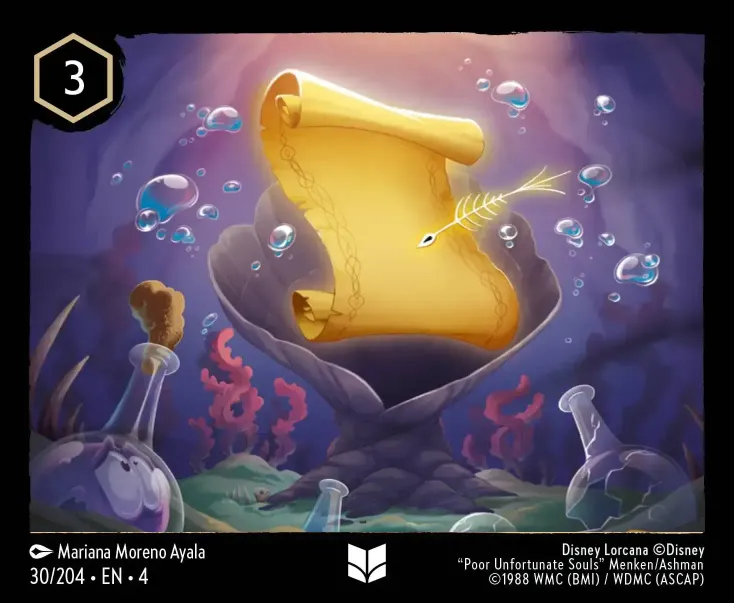 3
Mariana Moreno Ayala
30/204 • EN • 4
Disney Lorcana ©Disney
“Poor Unfortunate Souls” Menken/Ashman
©1988 WMC (BMI) / WDMC (ASCAP)